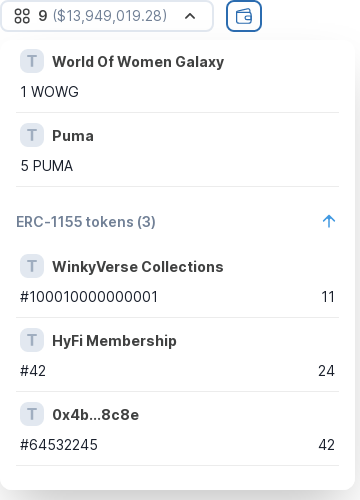 9 ($13,949,019.28)
T World Of Women Galaxy
1 WOWG
T Puma
5 PUMA
ERC-1155 tokens (3)
T WinkyVerse Collections
#100010000000001 11
T HyFi Membership
#42 24
T 0x4b...8c8e
#64532245 42